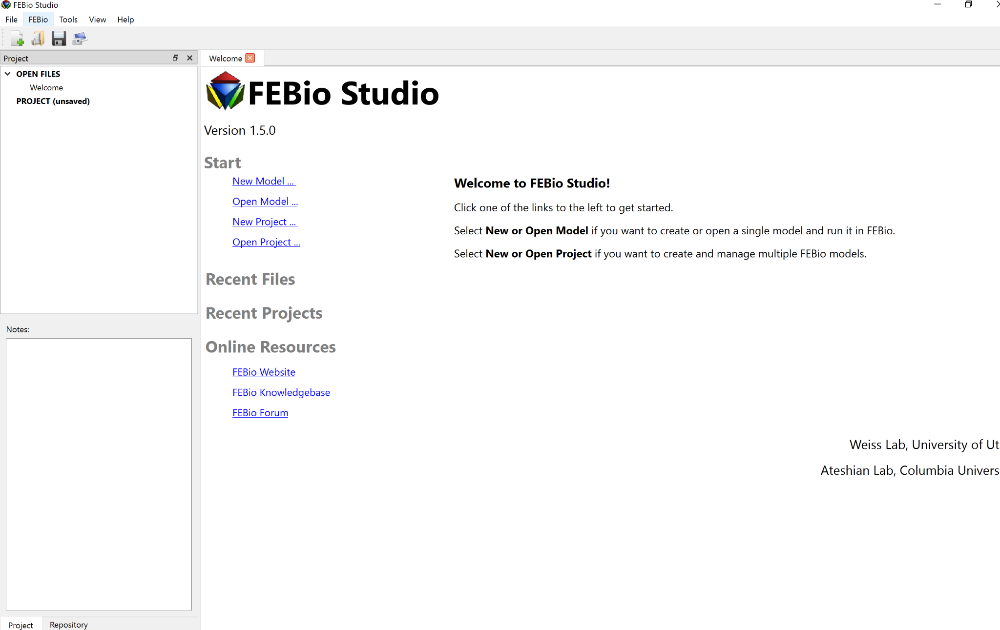 FEBio Studio
File FEBio Tools View Help
Project
OPEN FILES
Welcome
PROJECT (unsaved)
Notes:
Project Repository
Welcome
FEBio Studio
Version 1.5.0
Start
New Model ...
Open Model ...
New Project ...
Open Project ...
Welcome to FEBio Studio!
Click one of the links to the left to get started.
Select New or Open Model if you want to create or open a single model and run it in FEBio.
Select New or Open Project if you want to create and manage multiple FEBio models.
Recent Files
Recent Projects
Online Resources
FEBio Website
FEBio Knowledgebase
FEBio Forum
Weiss Lab, University of Ut
Ateshian Lab, Columbia Univers